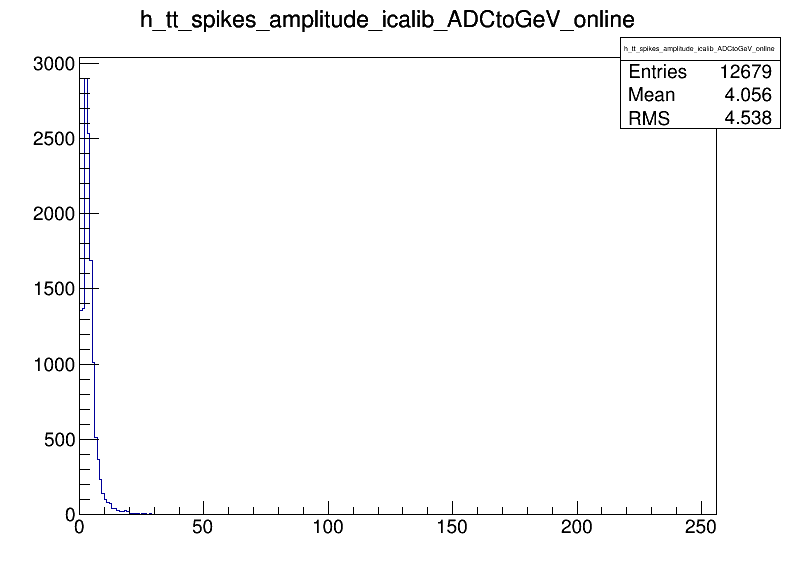 h_tt_spikes_amplitude_icalib_ADCtoGeV_online
h_tt_spikes_amplitude_icalib_ADCtoGeV_online
Entries 12679
Mean 4.056
RMS 4.538
3000
2500
2000
1500
1000
500
0
0 50 100 150 200 250